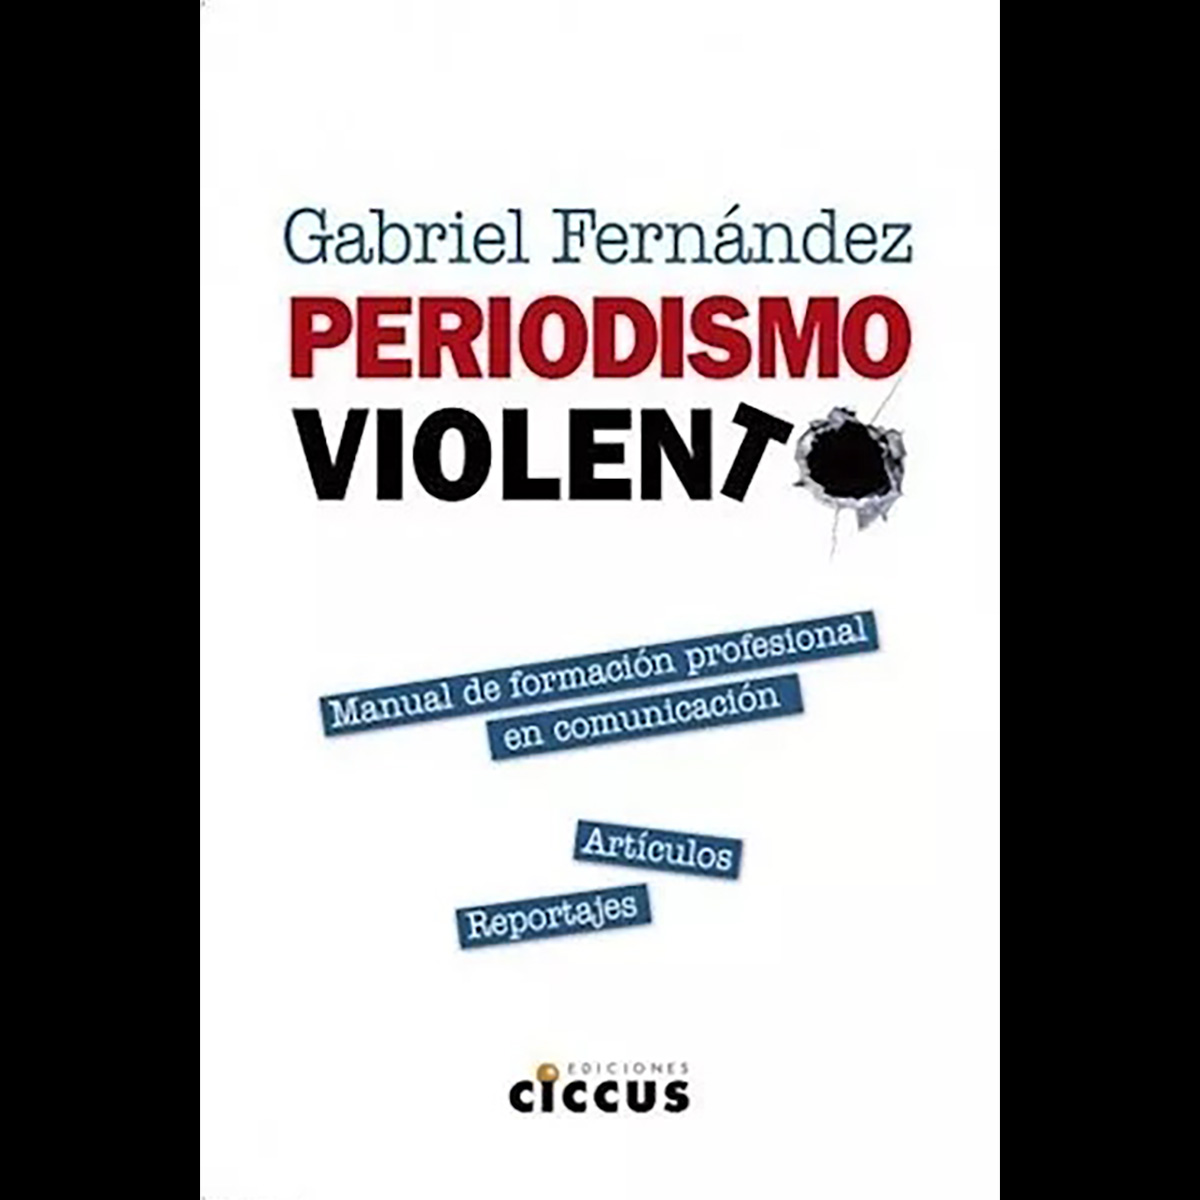 Gabriel Fernández
PERIODISMO
VIOLENTO
Manual de formación profesional
en comunicación
Artículos
Reportajes
EDICIONES
CICCUS